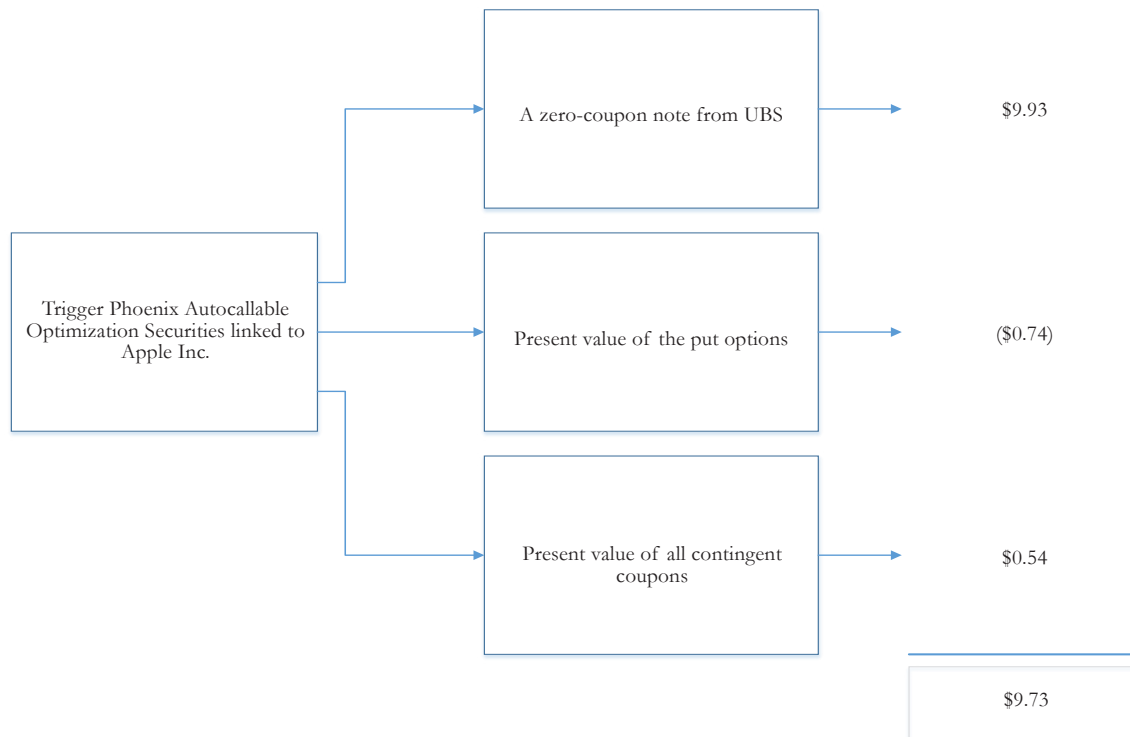 A zero-coupon note from UBS
$9.93
Trigger Phoenix Autocallable
Optimization Securities linked to
Apple Inc.
Present value of the put options
($0.74)
Present value of all contingent
coupons
$0.54
$9.73